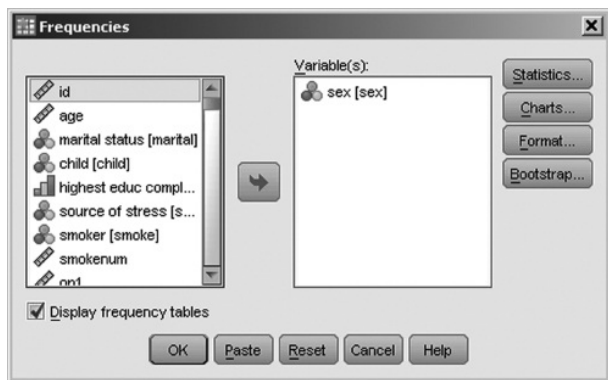 Frequencies
id
age
marital status [marital]
child [child]
highest educ compl...
source of stress [s...
smoker [smoke]
smokenum
op1
Variable(s):
sex [sex]
Statistics...
Charts...
Format...
Bootstrap...
Display frequency tables
OK
Paste
Reset
Cancel
Help